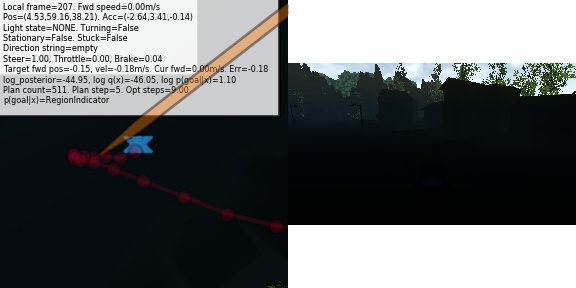 Local frame=207: Fwd speed=0.00m/s
Pos=(4.53,59.16,38.21). Acc=(-2.64,3.41,-0.14)
Light state=NONE. Turning=False
Stationary=False. Stuck=False
Direction string=empty
Steer=1.00, Throttle=0.00, Brake=0.04
Target fwd pos=-0.15, vel=-0.18m/s. Cur fwd=0.00m/s. Err=-0.18
log_posterior=-44.95, log q(x)=-46.05, log p(goal|x)=1.10
Plan count=511. Plan step=5. Opt steps=9.00
p(goal|x)=RegionIndicator